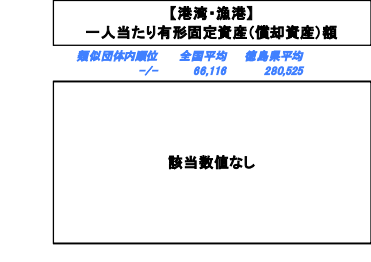 【港湾・漁港】
一人当たり有形固定資産（償却資産）額
類似団体内順位 全国平均 徳島県平均
-/- 66,116 280,525
該当数値なし